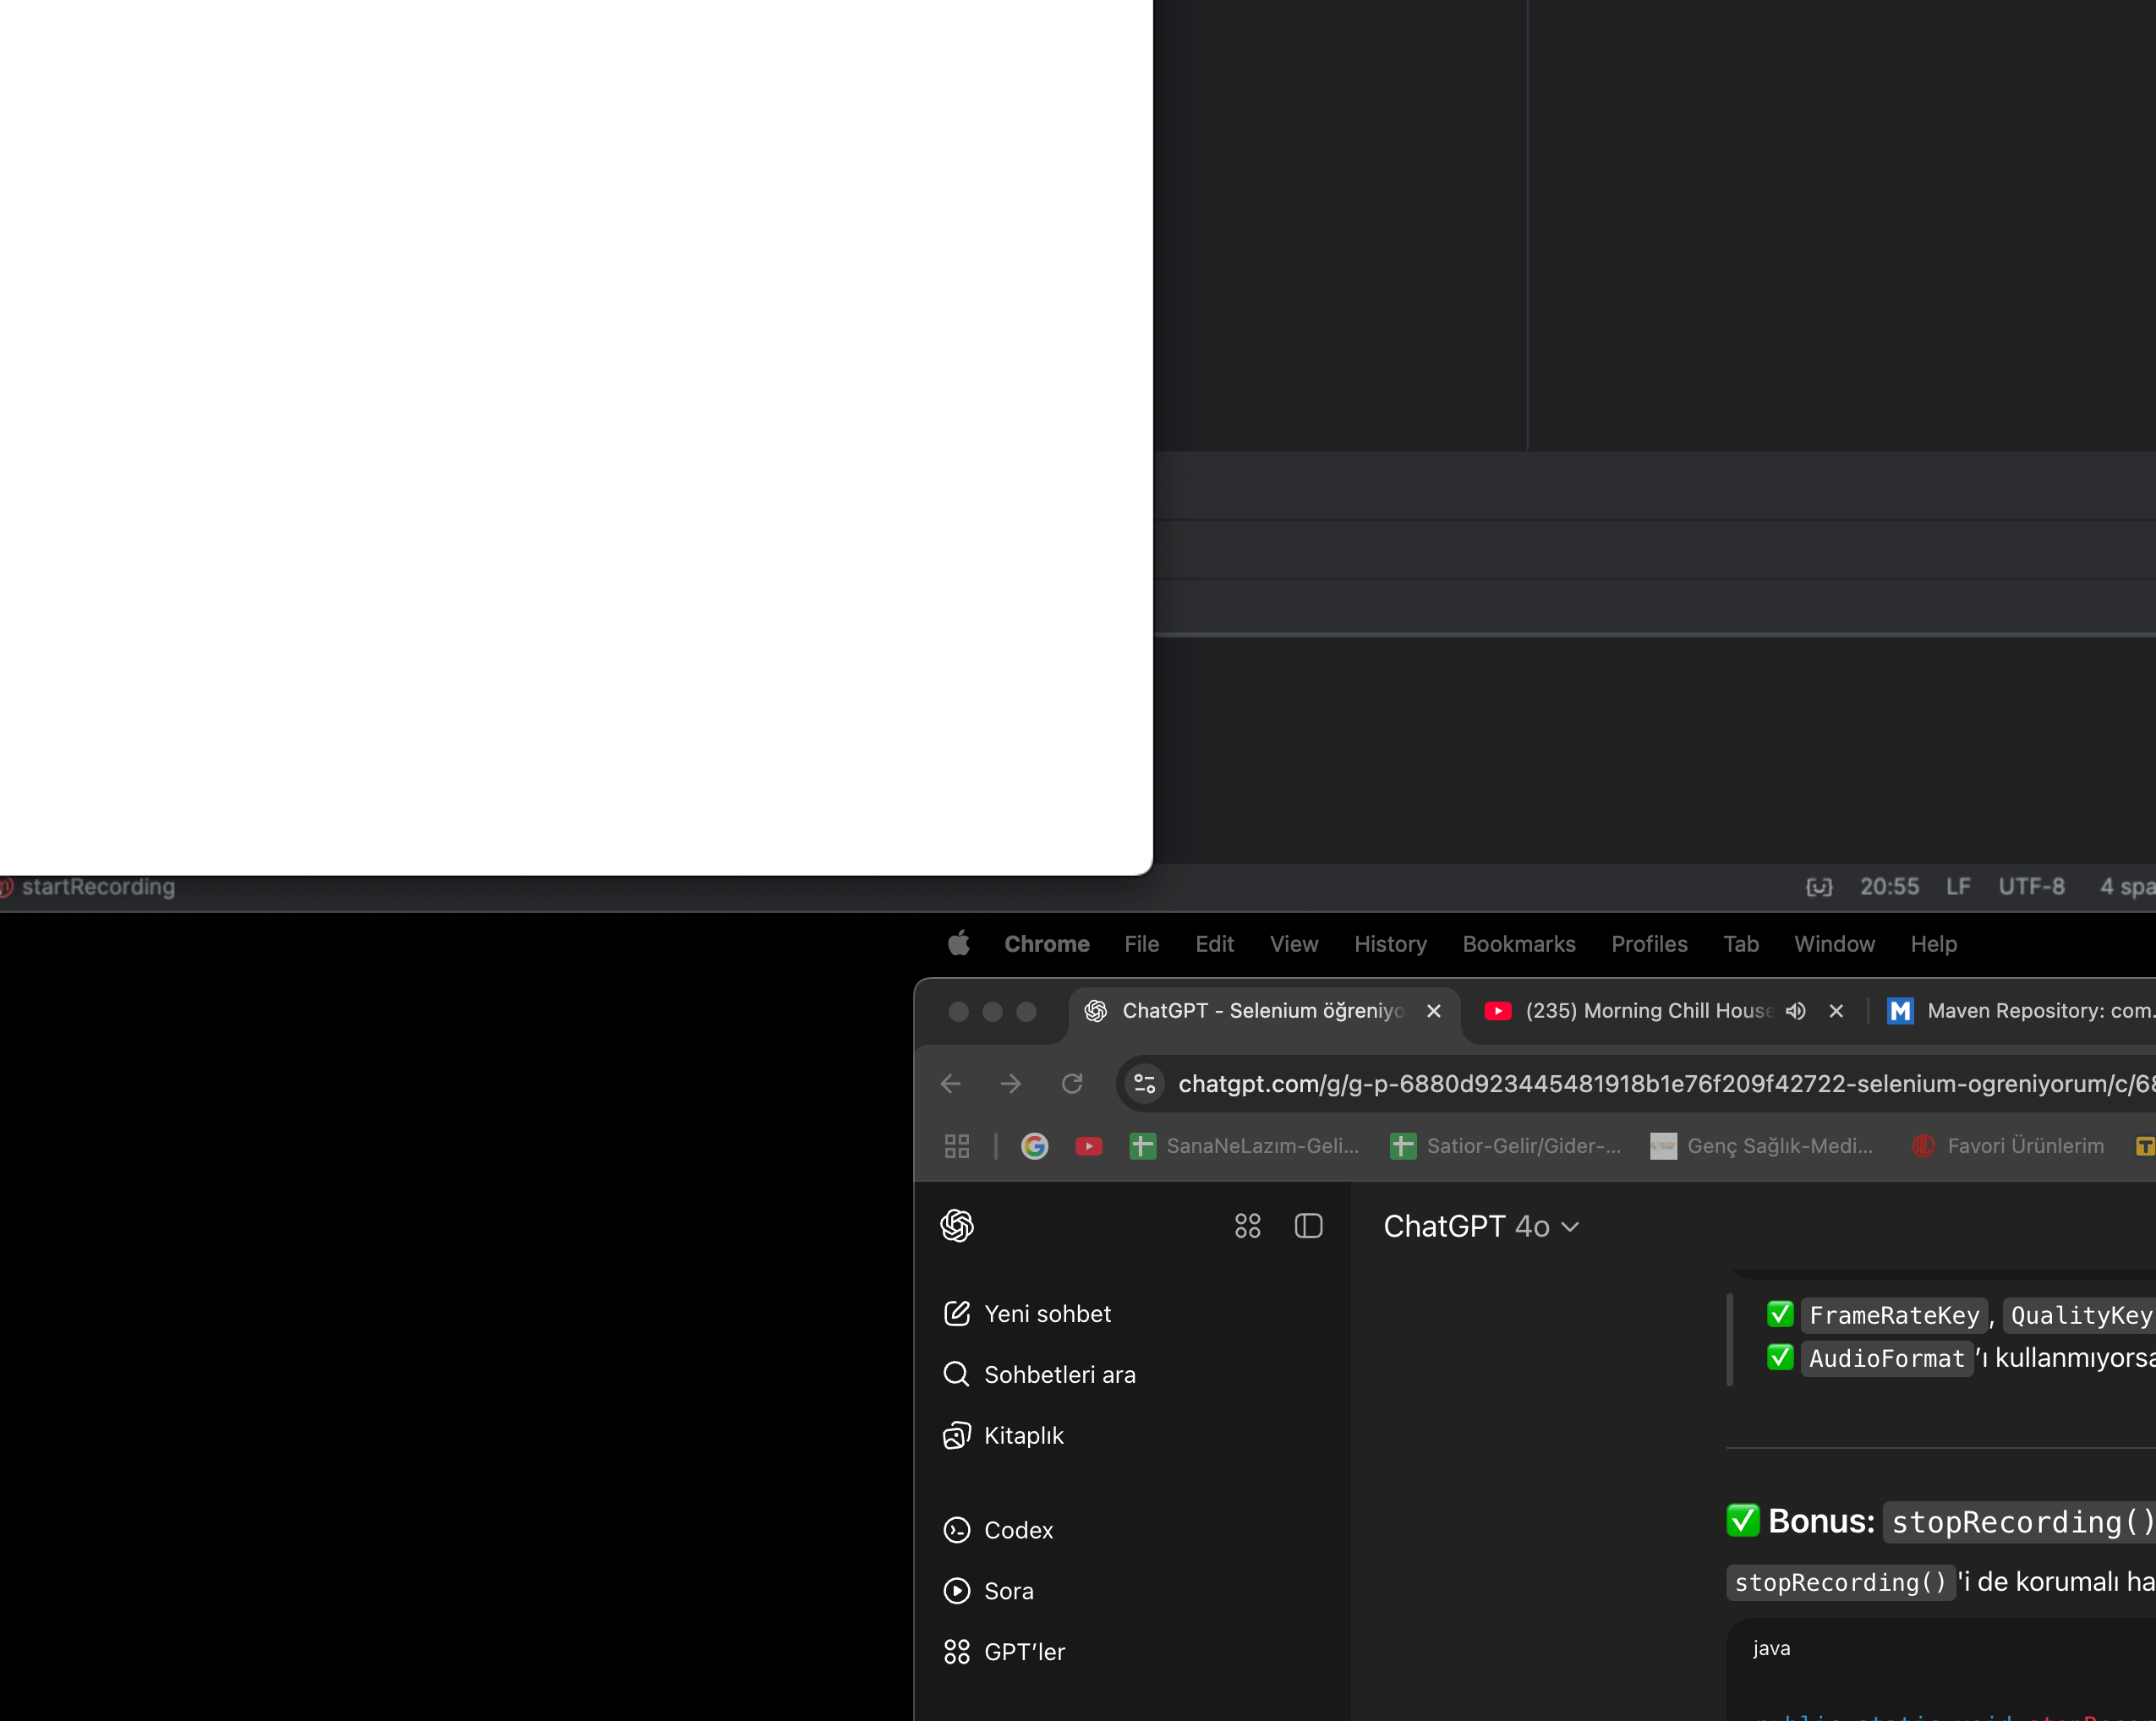 startRecording
20:55 LF UTF-8 4
Chrome File Edit View History Bookmarks Profiles Tab Window Help
ChatGPT - Selenium öğreniyo
(235) Morning Chill House
Maven Repository: com.
chatgpt.com/g/g-p-6880d923445481918b1e76f209f42722-selenium-ogreniyorum/c/68
SanaNeLazım-Geli... Satior-Gelir/Gider-... Genç Sağlık-Medi... Favori Ürünlerim
ChatGPT 4o
Yeni sohbet
Sohbetleri ara
Kitaplık
Codex
Sora
GPT'ler
✅ FrameRateKey, QualityKey
✅ AudioFormat'ı kullanmıyorsa
✅ Bonus: stopRecording()
stopRecording()'i de korumalı ha
java